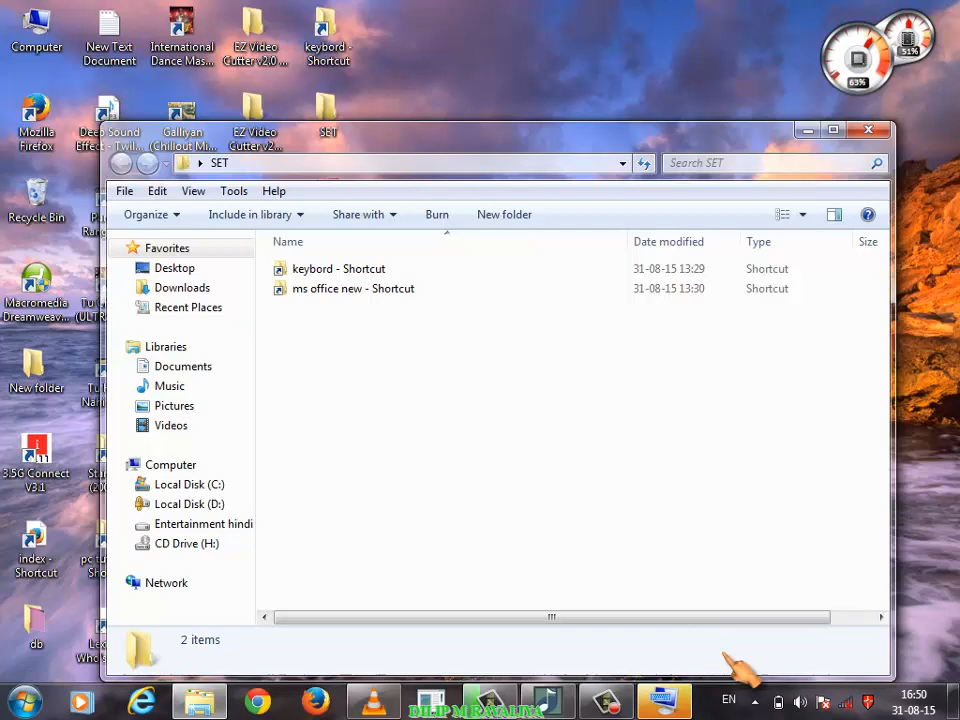 Computer
New Text
Document
International
Dance Mas...
EZ Video
Cutter v2.0 ...
keybord -
Shortcut
51%
63%
Mozilla
Firefox
Deep Sound
Effect - Twil...
Galliyan
(Chillout Mi...
EZ Video
Cutter v2...
SET
Recycle Bin
Macromedia
Dreamweav...
New folder
3.5G Connect
V3.1
index -
Shortcut
db
SET
Search SET
File Edit View Tools Help
Organize Include in library Share with Burn New folder
Name Date modified Type Size
keybord - Shortcut 31-08-15 13:29 Shortcut
ms office new - Shortcut 31-08-15 13:30 Shortcut
Favorites
Desktop
Downloads
Recent Places
Libraries
Documents
Music
Pictures
Videos
Computer
Local Disk (C:)
Local Disk (D:)
Entertainment hindi
CD Drive (H:)
Network
2 items
DILIP M RAVALIYA
EN
16:50
31-08-15